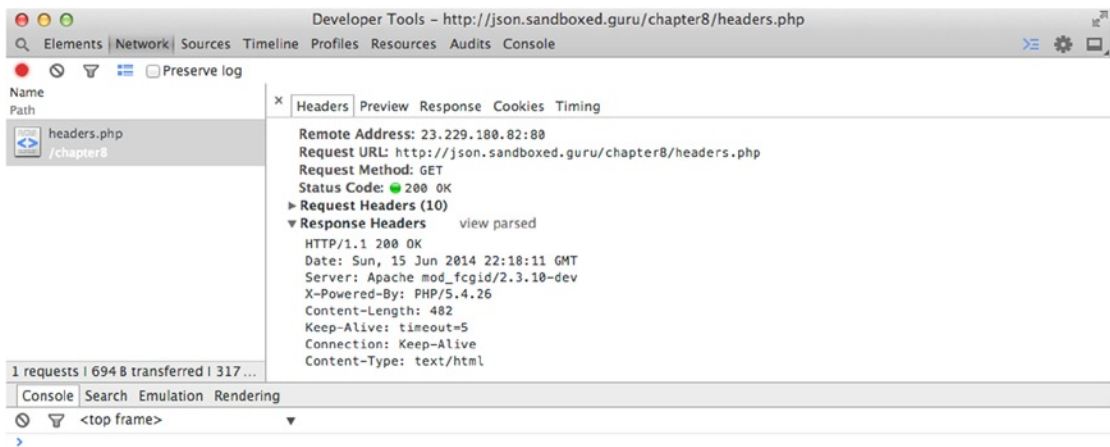 Developer Tools – http://json.sandboxed.guru/chapter8/headers.php
Elements Network Sources Timeline Profiles Resources Audits Console
Preserve log
Name
Path
headers.php
/chapter8
1 requests | 694 B transferred | 317 ...
× Headers Preview Response Cookies Timing
Remote Address: 23.229.180.82:80
Request URL: http://json.sandboxed.guru/chapter8/headers.php
Request Method: GET
Status Code: 200 OK
Request Headers (10)
Response Headers view parsed
HTTP/1.1 200 OK
Date: Sun, 15 Jun 2014 22:18:11 GMT
Server: Apache mod_fcgid/2.3.10-dev
X-Powered-By: PHP/5.4.26
Content-Length: 482
Keep-Alive: timeout=5
Connection: Keep-Alive
Content-Type: text/html
Console Search Emulation Rendering
<top frame>
>